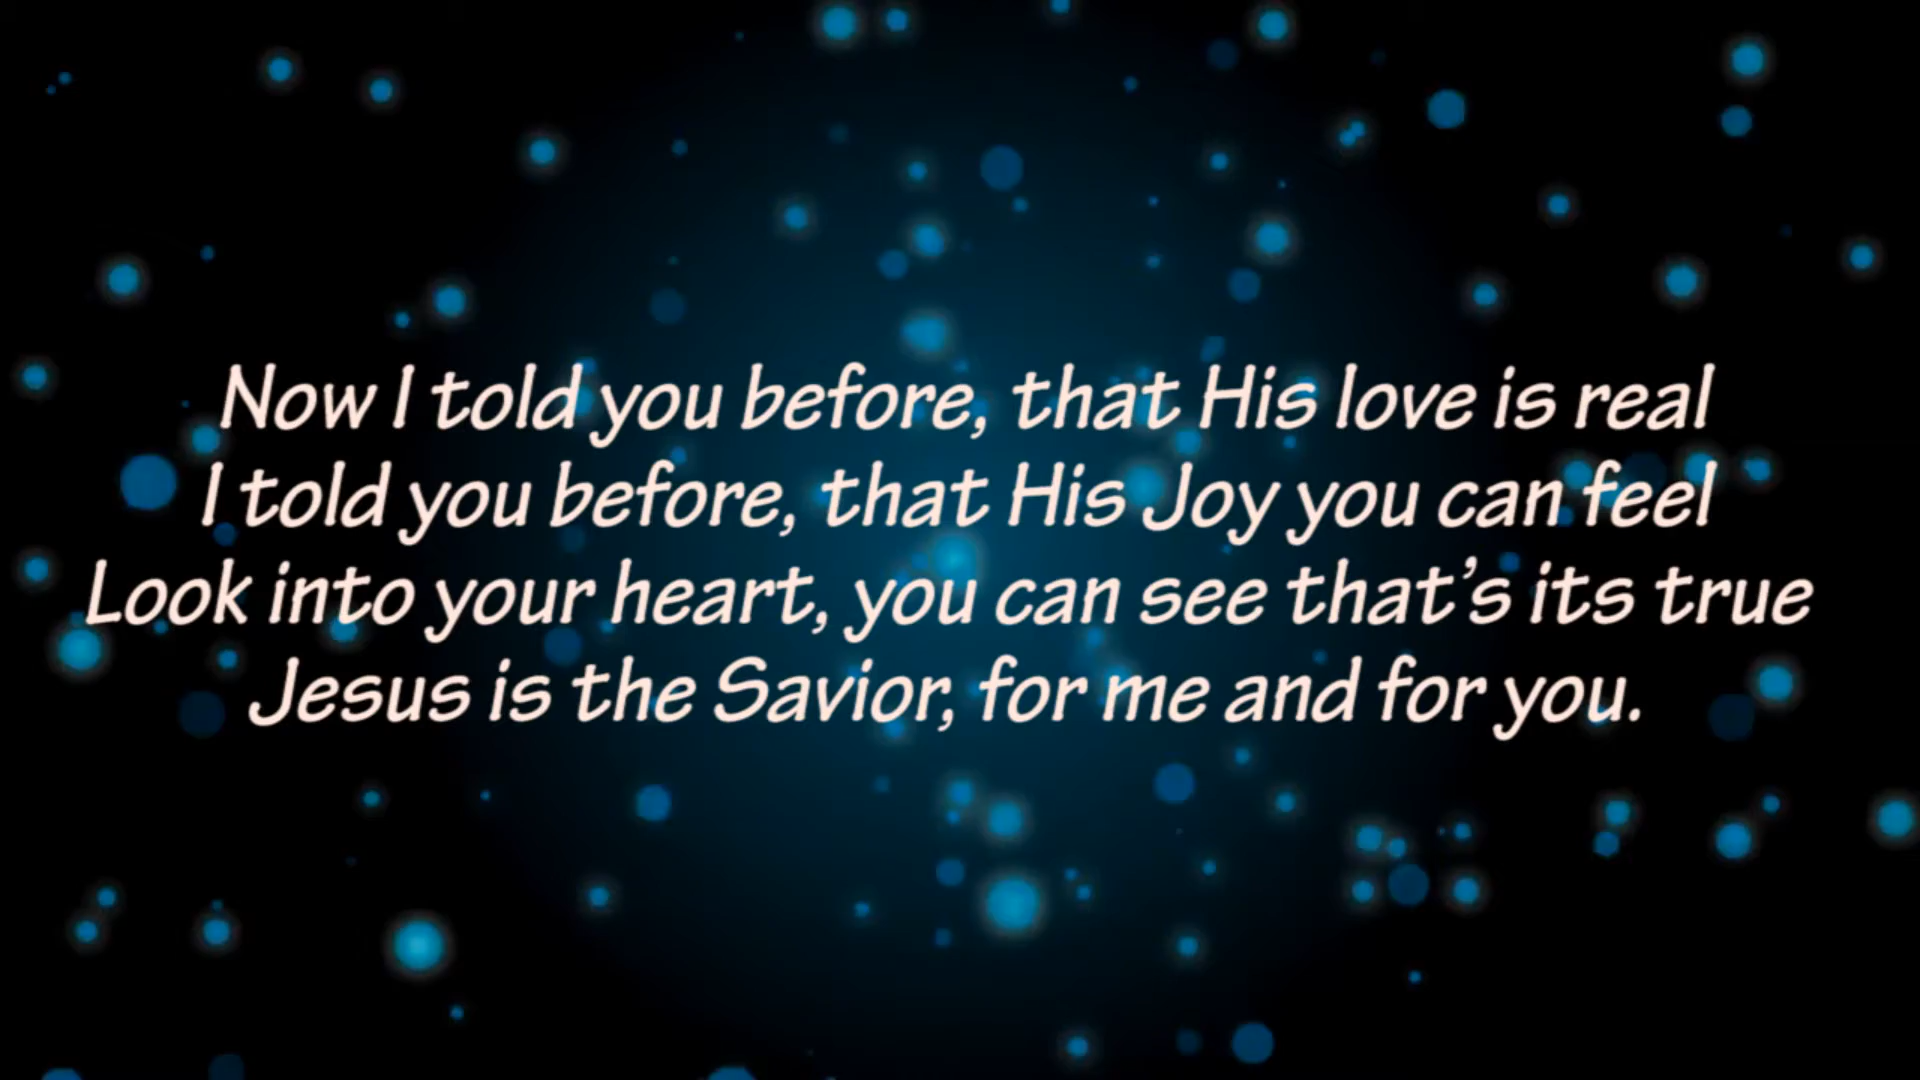 Now I told you before, that His love is real
I told you before, that His Joy you can feel
Look into your heart, you can see that’s its true
Jesus is the Savior, for me and for you.